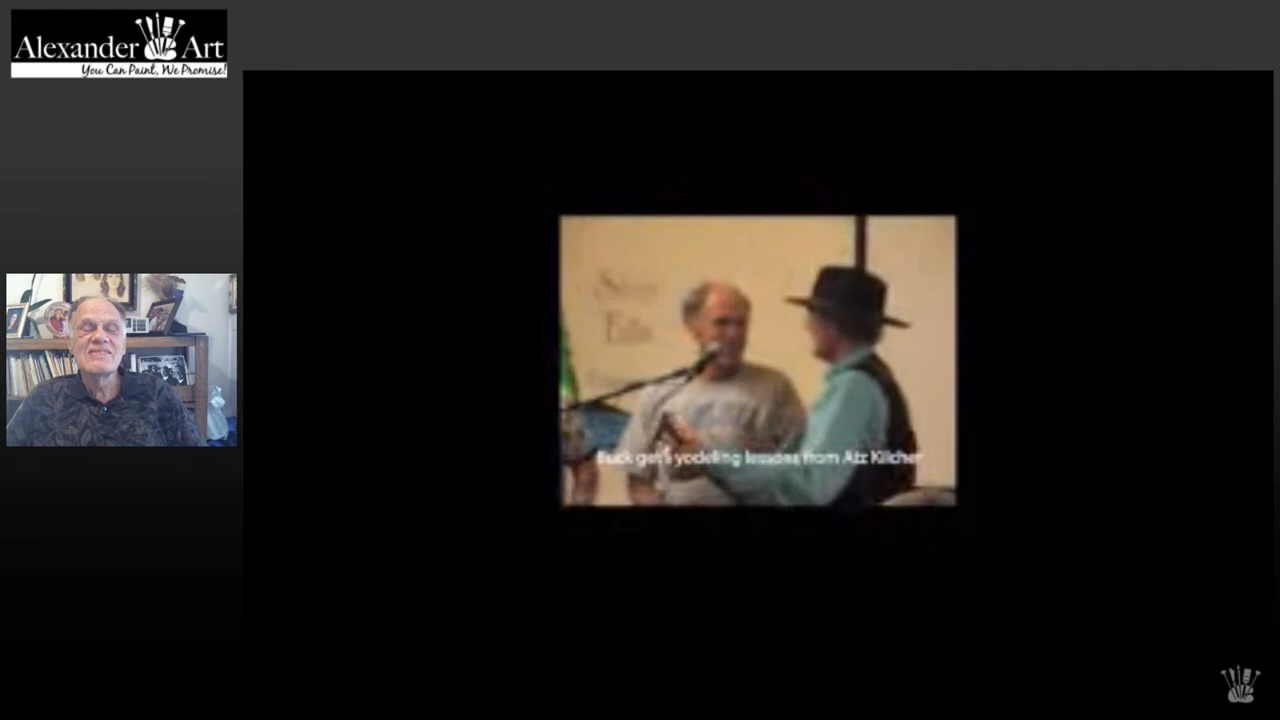 Alexander Art
You Can Paint, We Promise!
Buck gets yodeling lessons from Atz Kilcher